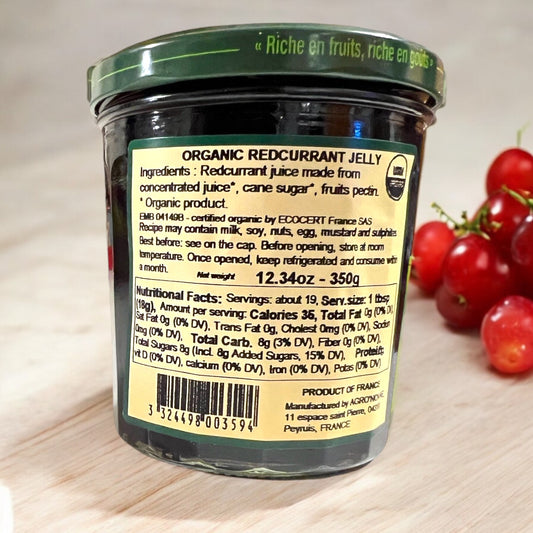 « Riche en fruits, riche en goûts »
ORGANIC REDCURRANT JELLY
Ingredients : Redcurrant juice made from
concentrated juice*, cane sugar*, fruits pectin.
* Organic product.
EMB 04149B - certified organic by ECOCERT France SAS
Recipe may contain milk, soy, nuts, egg, mustard and sulphites
Best before: see on the cap. Before opening, store at room
temperature. Once opened, keep refrigerated and consume within
a month.
Net weight 12.34oz - 350g
Nutritional Facts: Servings: about 19, Serv.size: 1 tbsp
(18g), Amount per serving: Calories 35, Total Fat 0g (0% DV),
Sat Fat 0g (0% DV), Trans Fat 0g, Cholest 0mg (0% DV), Sodium
0mg (0% DV), Total Carb. 8g (3% DV), Fiber 0g (0% DV),
Total Sugars 8g (Incl. 8g Added Sugars, 15% DV),
vit D (0% DV), calcium (0% DV), Iron (0% DV), Potas (0% DV)
3 324498 003594
PRODUCT OF FRANCE
Manufactured by AGRO'NOVAE
11 espace saint Pierre,
Peyruis, FRANCE